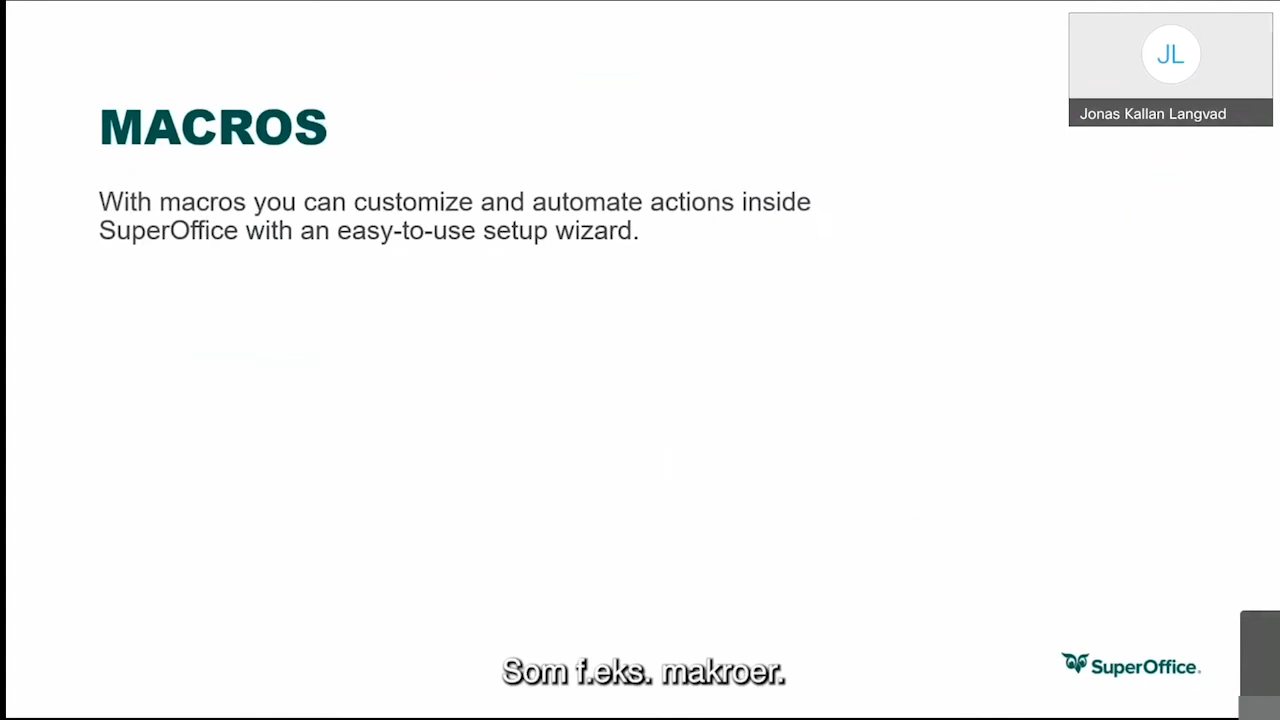 JL
Jonas Kallan Langvad
MACROS
With macros you can customize and automate actions inside
SuperOffice with an easy-to-use setup wizard.
Som f.eks. makroer.
SuperOffice.